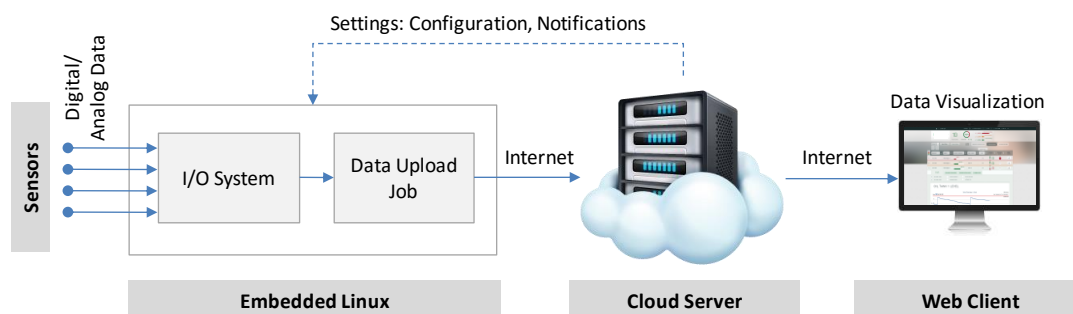 Settings: Configuration, Notifications
Digital/
Analog Data
Sensors
I/O System
Data Upload
Job
Internet
Internet
Data Visualization
Embedded Linux
Cloud Server
Web Client